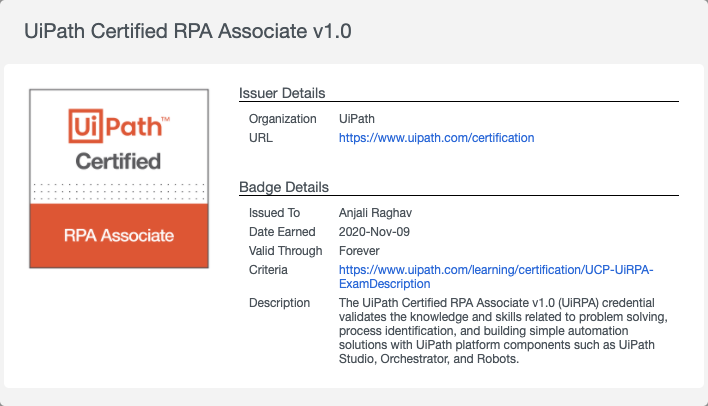 UiPath Certified RPA Associate v1.0
UiPath™
Certified
RPA Associate
Issuer Details
Organization UiPath
URL https://www.uipath.com/certification
Badge Details
Issued To Anjali Raghav
Date Earned 2020-Nov-09
Valid Through Forever
Criteria https://www.uipath.com/learning/certification/UCP-UiRPA-
ExamDescription
Description The UiPath Certified RPA Associate v1.0 (UiRPA) credential
validates the knowledge and skills related to problem solving,
process identification, and building simple automation
solutions with UiPath platform components such as UiPath
Studio, Orchestrator, and Robots.